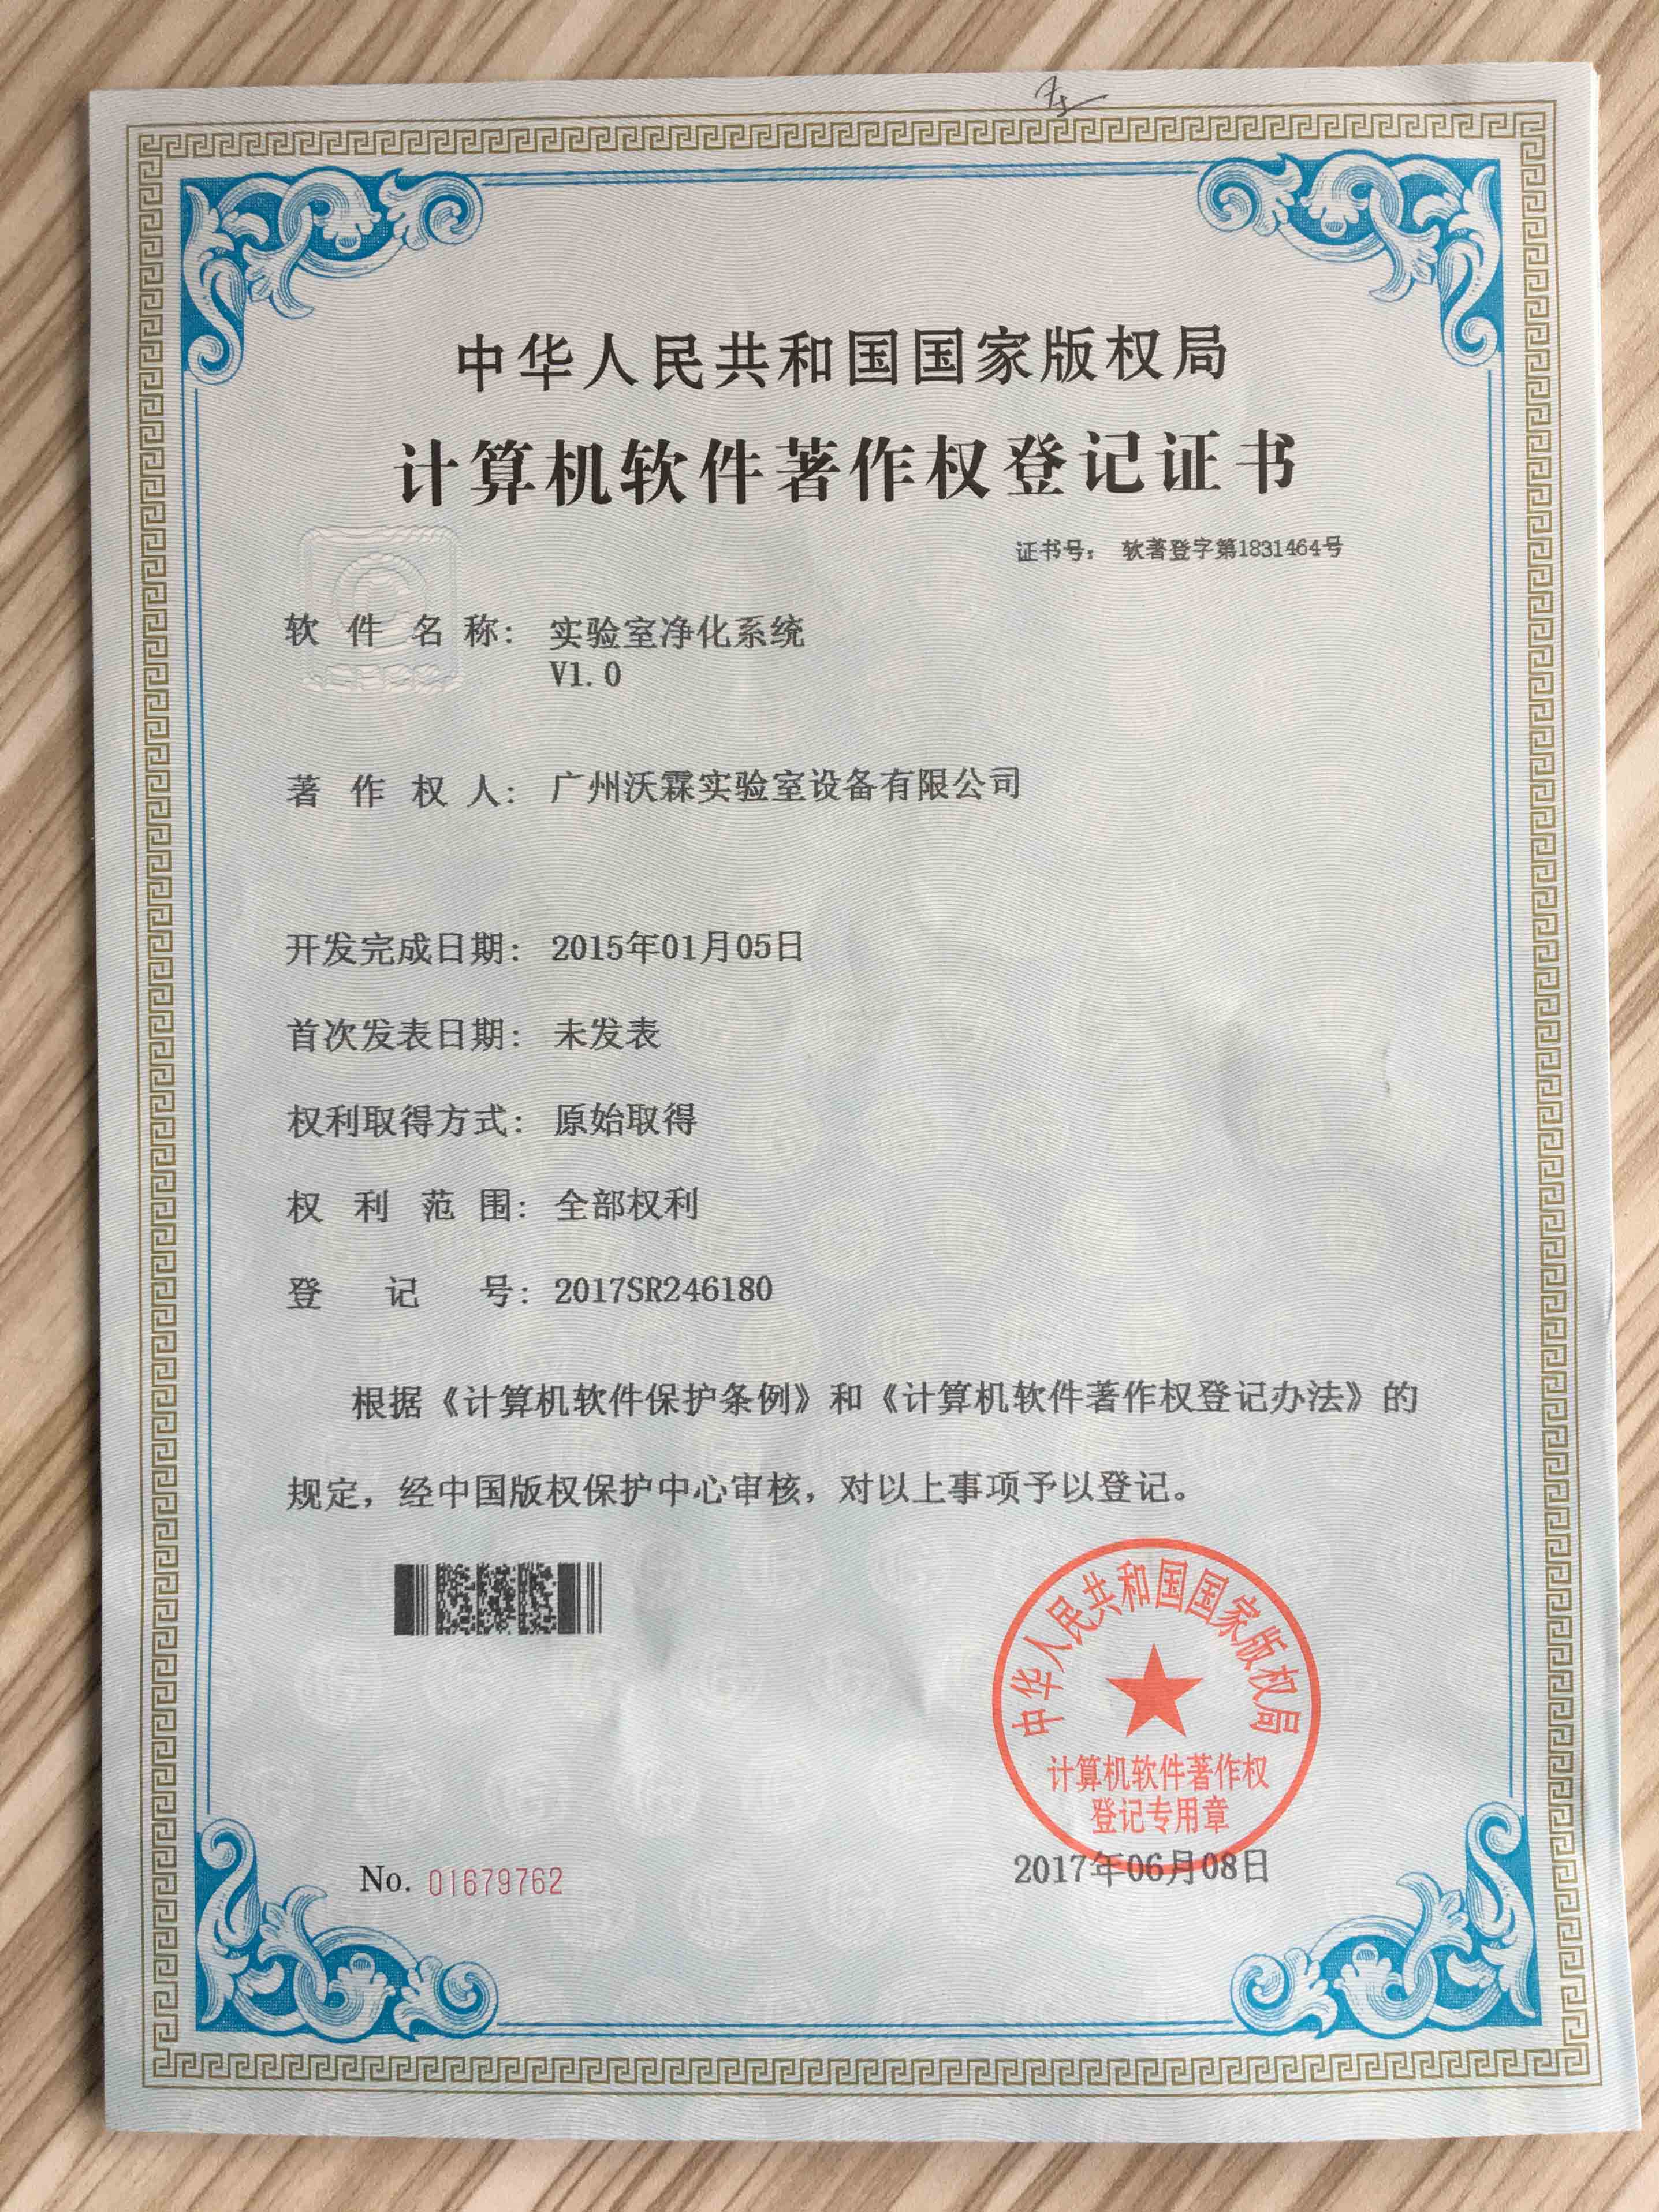 中华人民共和国国家版权局
计算机软件著作权登记证书
证书号： 软著登字第1831464号
软件名称： 实验室净化系统
V1.0
著作权人： 广州沃霖实验室设备有限公司
开发完成日期： 2015年01月05日
首次发表日期： 未发表
权利取得方式： 原始取得
权利范围： 全部权利
登记号： 2017SR246180
根据《计算机软件保护条例》和《计算机软件著作权登记办法》的
规定，经中国版权保护中心审核，对以上事项予以登记。
中华人民共和国国家版权局
计算机软件著作权
登记专用章
No. 01679762
2017年06月08日